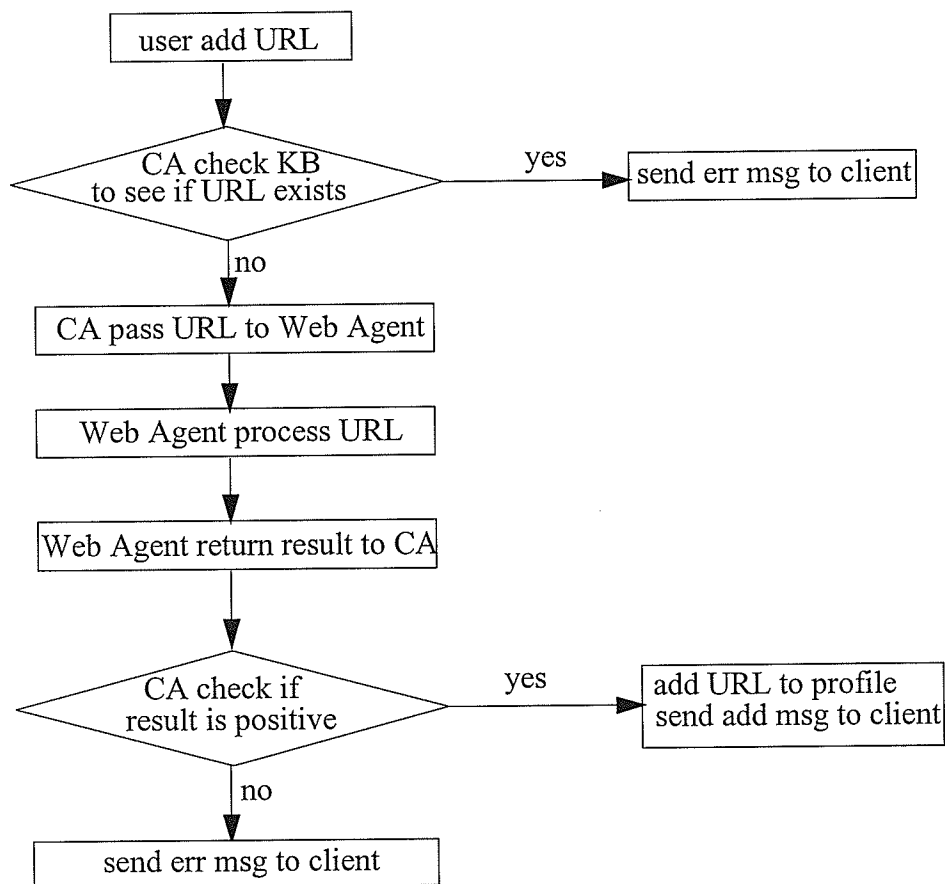 user add URL
CA check KB
to see if URL exists
yes
send err msg to client
no
CA pass URL to Web Agent
Web Agent process URL
Web Agent return result to CA
CA check if
result is positive
yes
add URL to profile
send add msg to client
no
send err msg to client